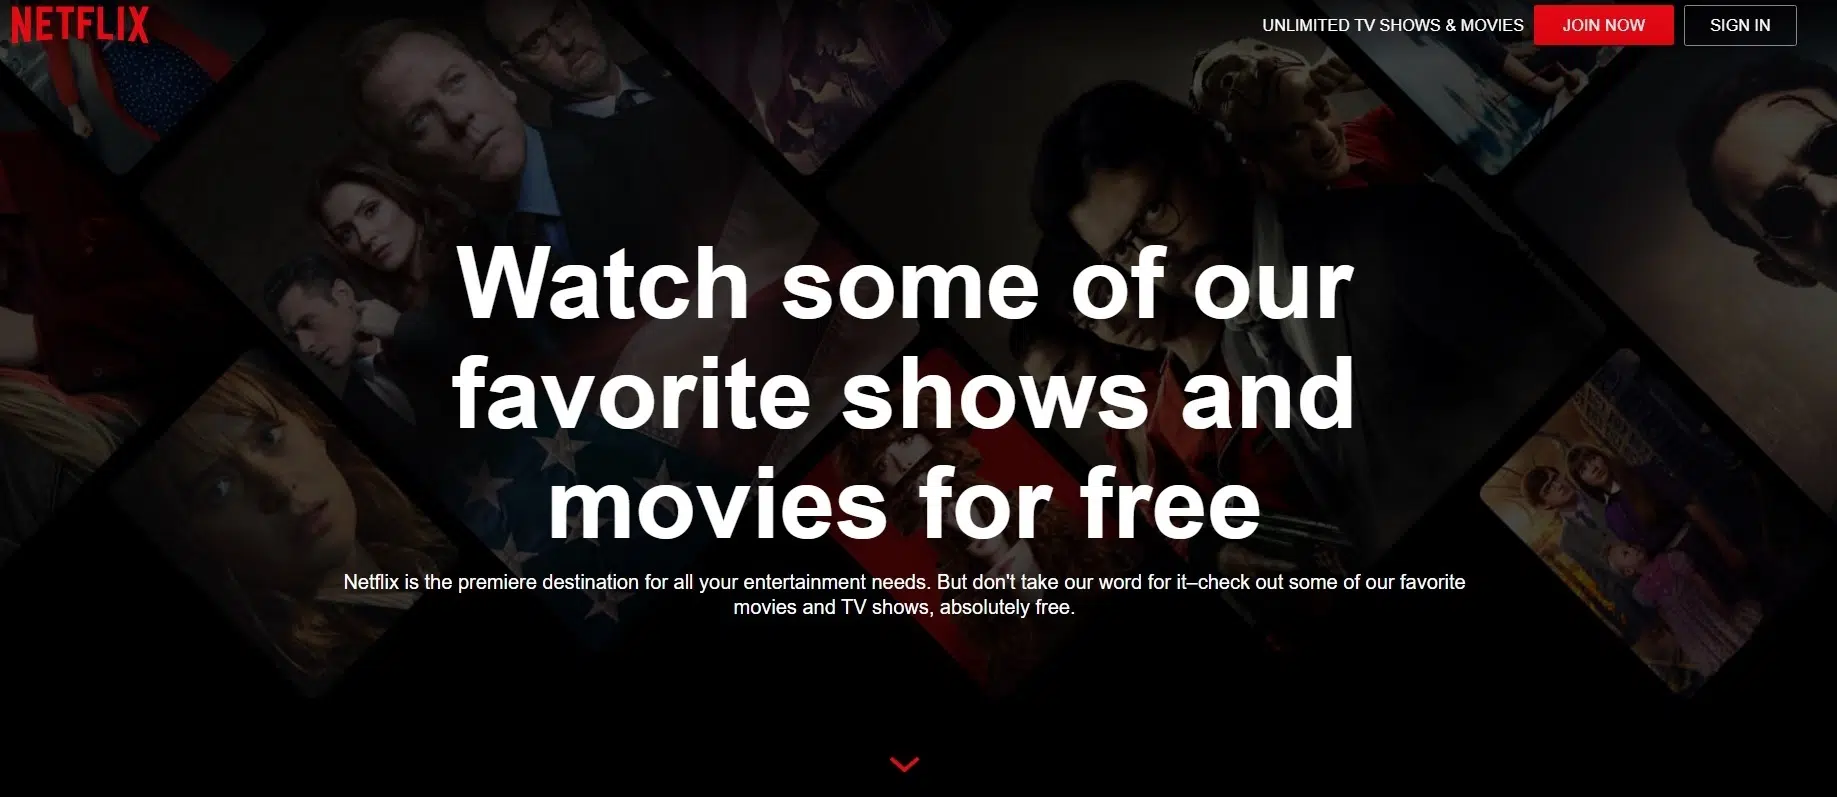 NETFLIX
UNLIMITED TV SHOWS & MOVIES
JOIN NOW
SIGN IN
Watch some of our
favorite shows and
movies for free
Netflix is the premiere destination for all your entertainment needs. But don't take our word for it–check out some of our favorite
movies and TV shows, absolutely free.